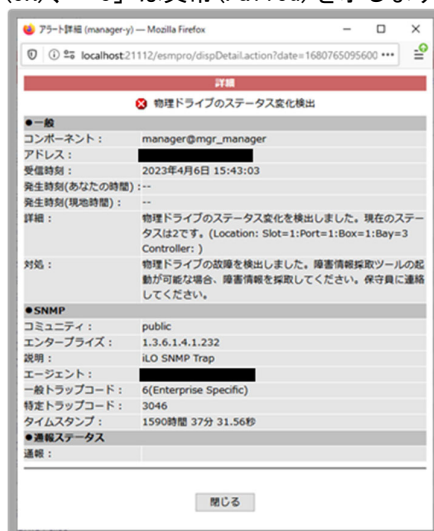 アラート詳細 (manager-y) — Mozilla Firefox
localhost:21112/esmpro/dispDetail.action?date=1680765095600 •••
詳細
物理ドライブのステータス変化検出
●一般
コンポーネント： manager@mgr_manager
アドレス：
受信時刻： 2023年4月6日 15:43:03
発生時刻(あなたの時間)：--
発生時刻(現地時間)： --
詳細： 物理ドライブのステータス変化を検出しました。現在のステー
タスは2です。(Location: Slot=1:Port=1:Box=1:Bay=3
Controller: )
対処： 物理ドライブの故障を検出しました。障害情報採取ツールの起
動が可能な場合、障害情報を採取してください。保守員に連絡
してください。
●SNMP
コミュニティ： public
エンタープライズ： 1.3.6.1.4.1.232
説明： iLO SNMP Trap
エージェント：
一般トラップコード： 6(Enterprise Specific)
特定トラップコード： 3046
タイムスタンプ： 1590時間 37分 31.56秒
●通報ステータス
通報：
閉じる